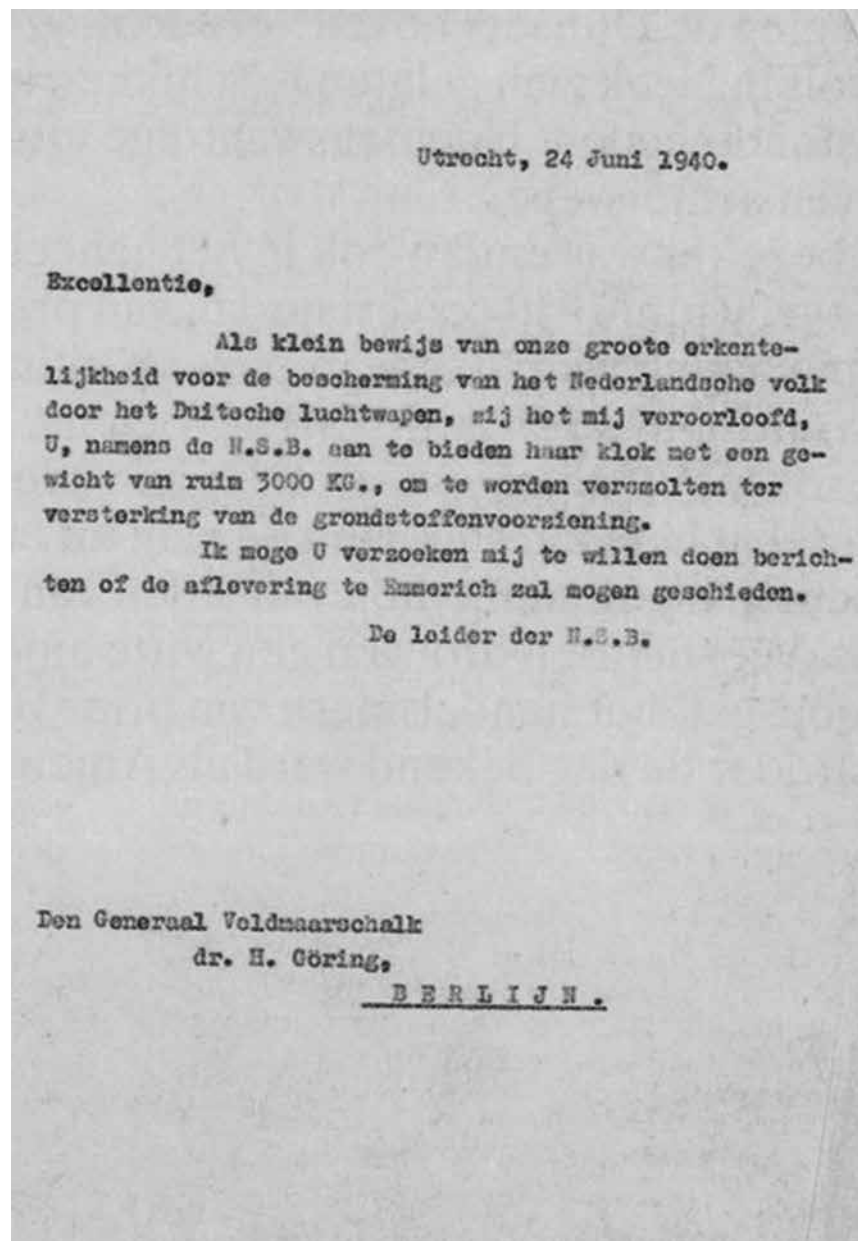 Utrecht, 24 Juni 1940.
Excellentie,
Als klein bewijs van onze groote erkente-
lijkheid voor de bescherming van het Nederlandsche volk
door het Duitsche luchtwapen, zij het mij veroorloofd,
U, namens de N.S.B. aan te bieden haar klok met een ge-
wicht van ruim 3000 KG., om te worden versmolten ter
versterking van de grondstoffenvoorziening.
Ik moge U verzoeken mij te willen doen berich-
ten of de aflevering te Emmerich zal mogen geschieden.
De leider der N.S.B.
Den Generaal Veldmaarschalk
dr. H. Göring,
BERLIJN.